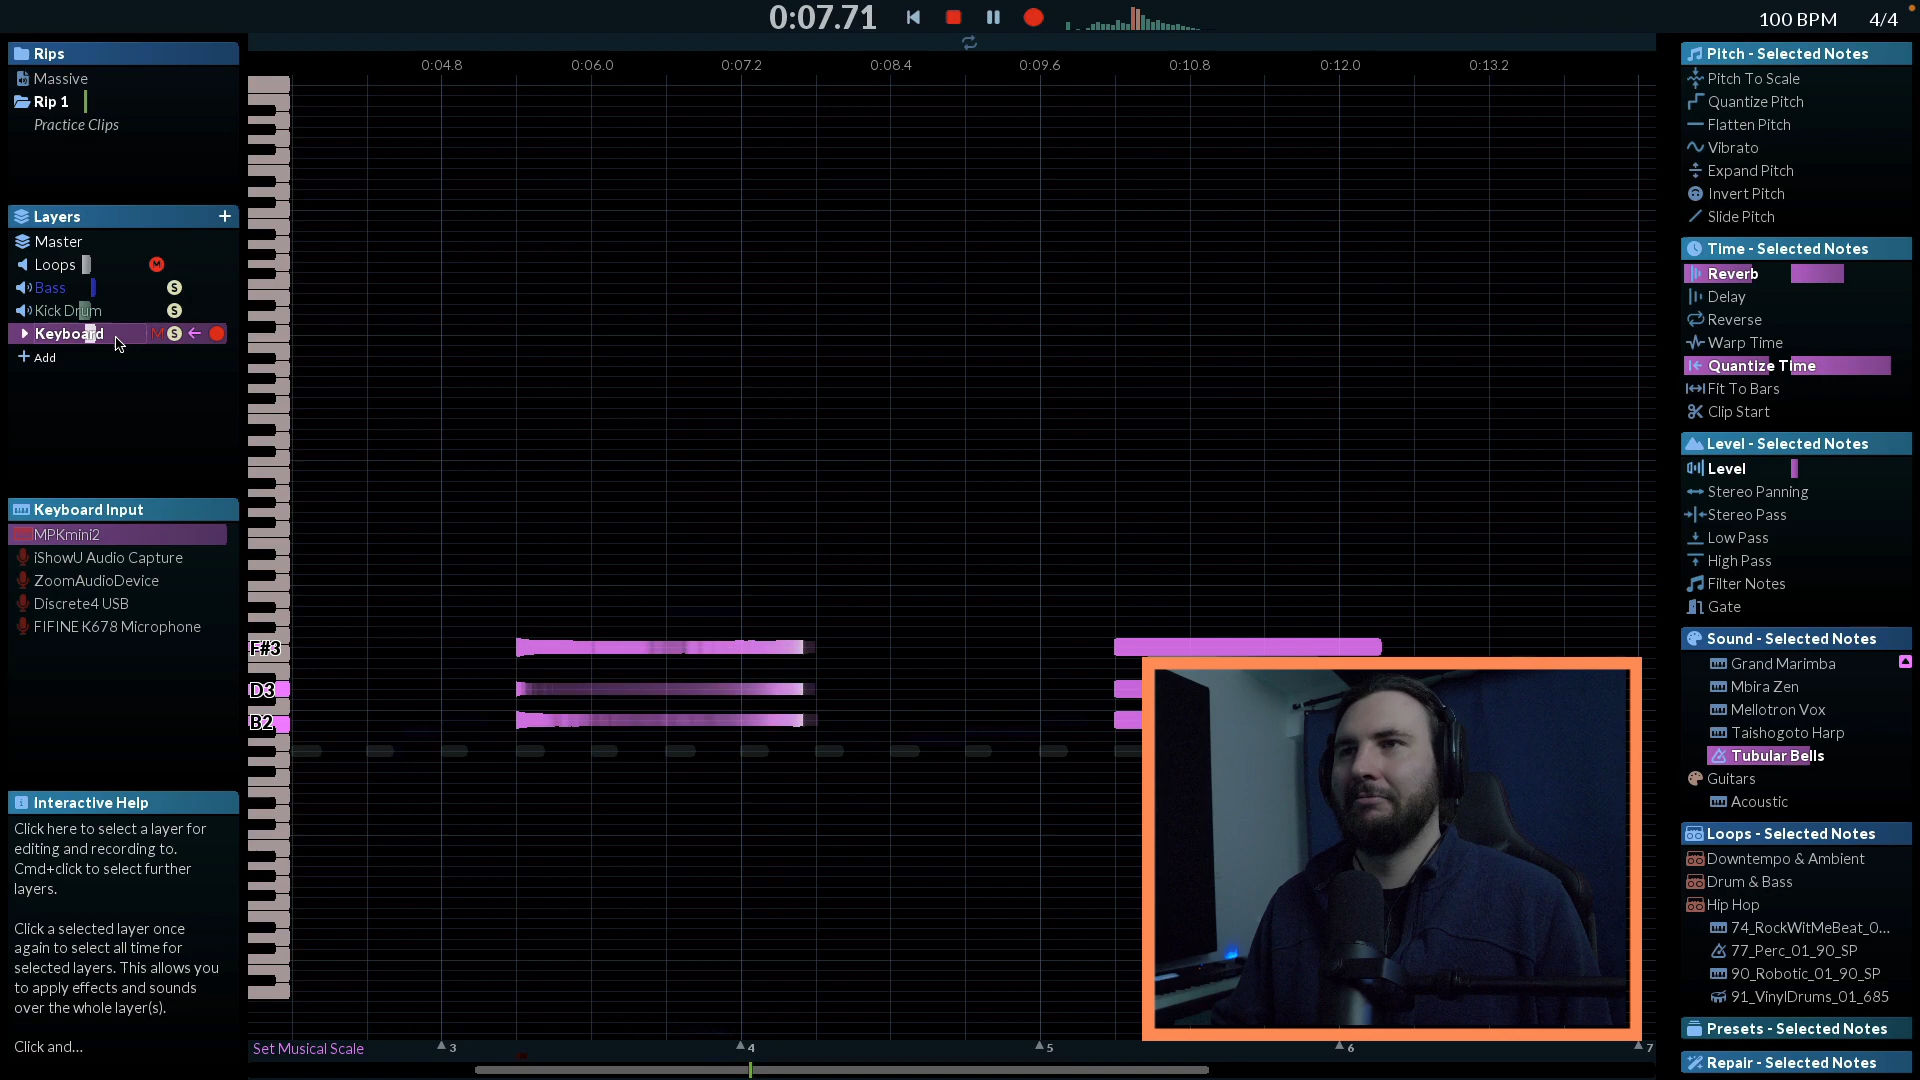 0:07.71
100 BPM
4/4
Rips
Massive
Rip 1
Practice Clips
Layers
Master
Loops
M
Bass
S
Kick Drum
S
Keyboard
M
S
Add
Keyboard Input
MPKmini2
iShowU Audio Capture
ZoomAudioDevice
Discrete4 USB
FIFINE K678 Microphone
Interactive Help
Click here to select a layer for
editing and recording to.
Cmd+click to select further
layers.
Click a selected layer once
again to select all time for
selected layers. This allows you
to apply effects and sounds
over the whole layer(s).
Click and...
0:04.8
0:06.0
0:07.2
0:08.4
0:09.6
0:10.8
0:12.0
0:13.2
F#3
D3
B2
Set Musical Scale
3
4
5
6
7
Pitch - Selected Notes
Pitch To Scale
Quantize Pitch
Flatten Pitch
Vibrato
Expand Pitch
Invert Pitch
Slide Pitch
Time - Selected Notes
Reverb
Delay
Reverse
Warp Time
Quantize Time
Fit To Bars
Clip Start
Level - Selected Notes
Level
Stereo Panning
Stereo Pass
Low Pass
High Pass
Filter Notes
Gate
Sound - Selected Notes
Grand Marimba
Mbira Zen
Mellotron Vox
Taishogoto Harp
Tubular Bells
Guitars
Acoustic
Loops - Selected Notes
Downtempo & Ambient
Drum & Bass
Hip Hop
74_RockWitMeBeat_0...
77_Perc_01_90_SP
90_Robotic_01_90_SP
91_VinylDrums_01_685
Presets - Selected Notes
Repair - Selected Notes